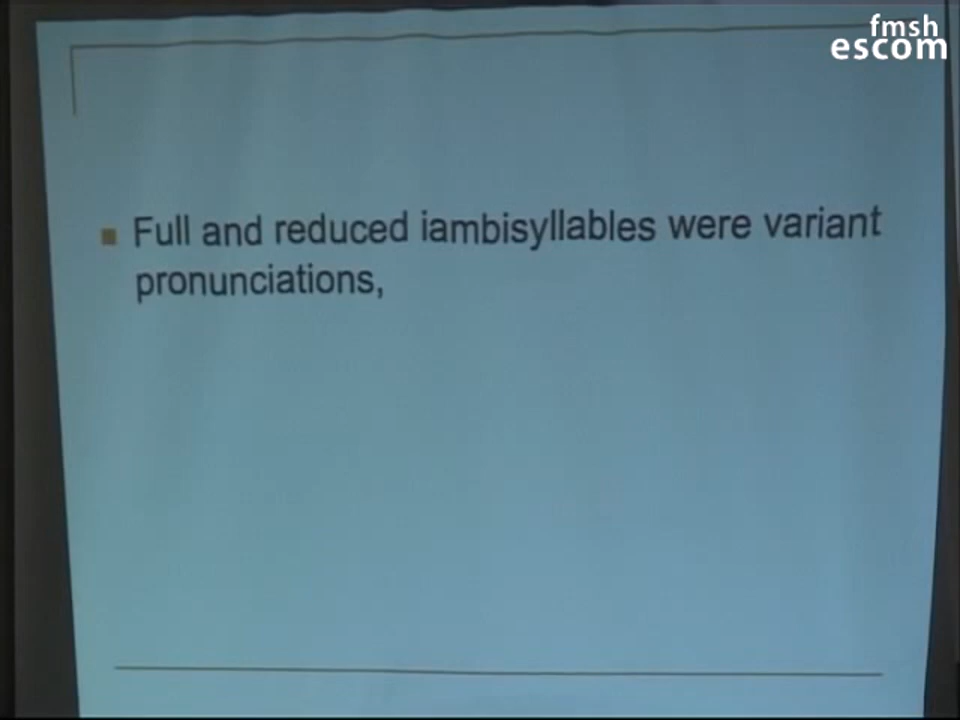 fmsh
escom
Full and reduced iambisyllables were variant
pronunciations,